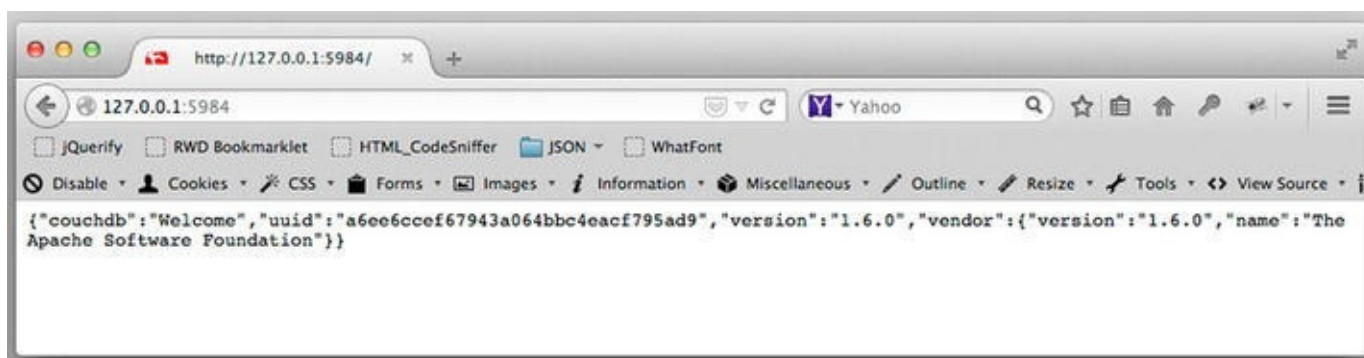 http://127.0.0.1:5984/
127.0.0.1:5984 Yahoo
jQuerify RWD Bookmarklet HTML_CodeSniffer JSON WhatFont
Disable Cookies CSS Forms Images Information Miscellaneous Outline Resize Tools View Source
{"couchdb":"Welcome","uuid":"a6ee6ccef67943a064bbc4eacf795ad9","version":"1.6.0","vendor":{"version":"1.6.0","name":"The
Apache Software Foundation"}}